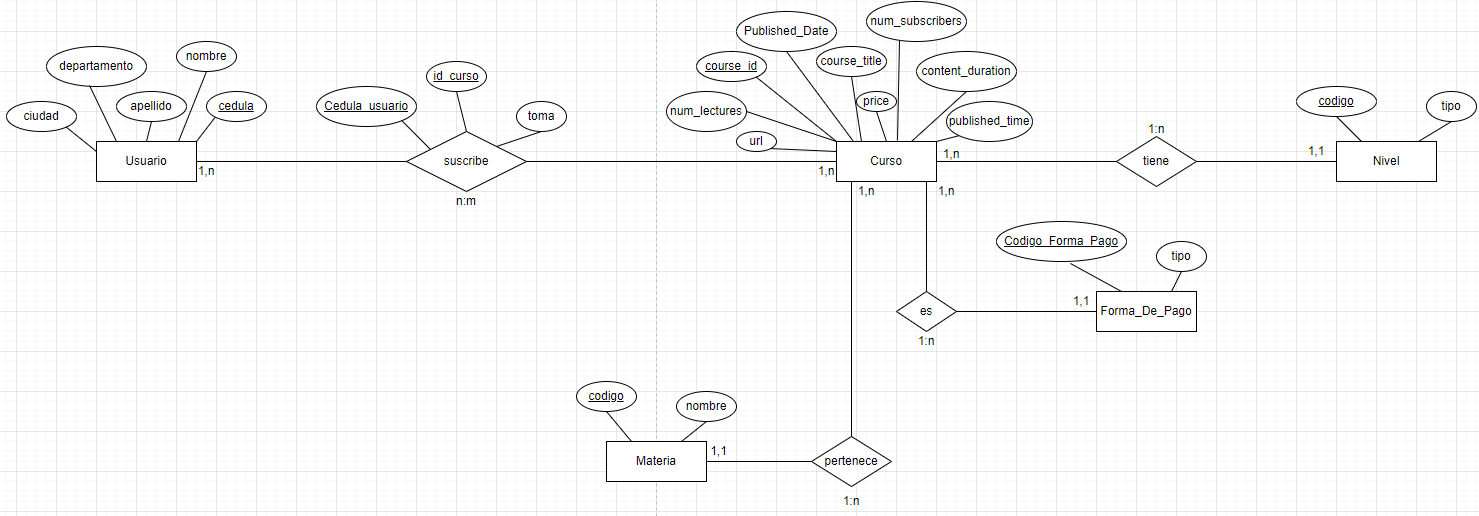 departamento
nombre
ciudad
apellido
cedula
Usuario
1,n
Cedula_usuario
id_curso
toma
suscribe
n:m
Published_Date
num_subscribers
course_id
course_title
content_duration
num_lectures
price
published_time
url
Curso
1,n
1,n
1,n
1,n
1:n
tiene
1,1
codigo
tipo
Nivel
Codigo_Forma_Pago
tipo
es
1:n
1,1
Forma_De_Pago
codigo
nombre
Materia
1,1
pertenece
1:n